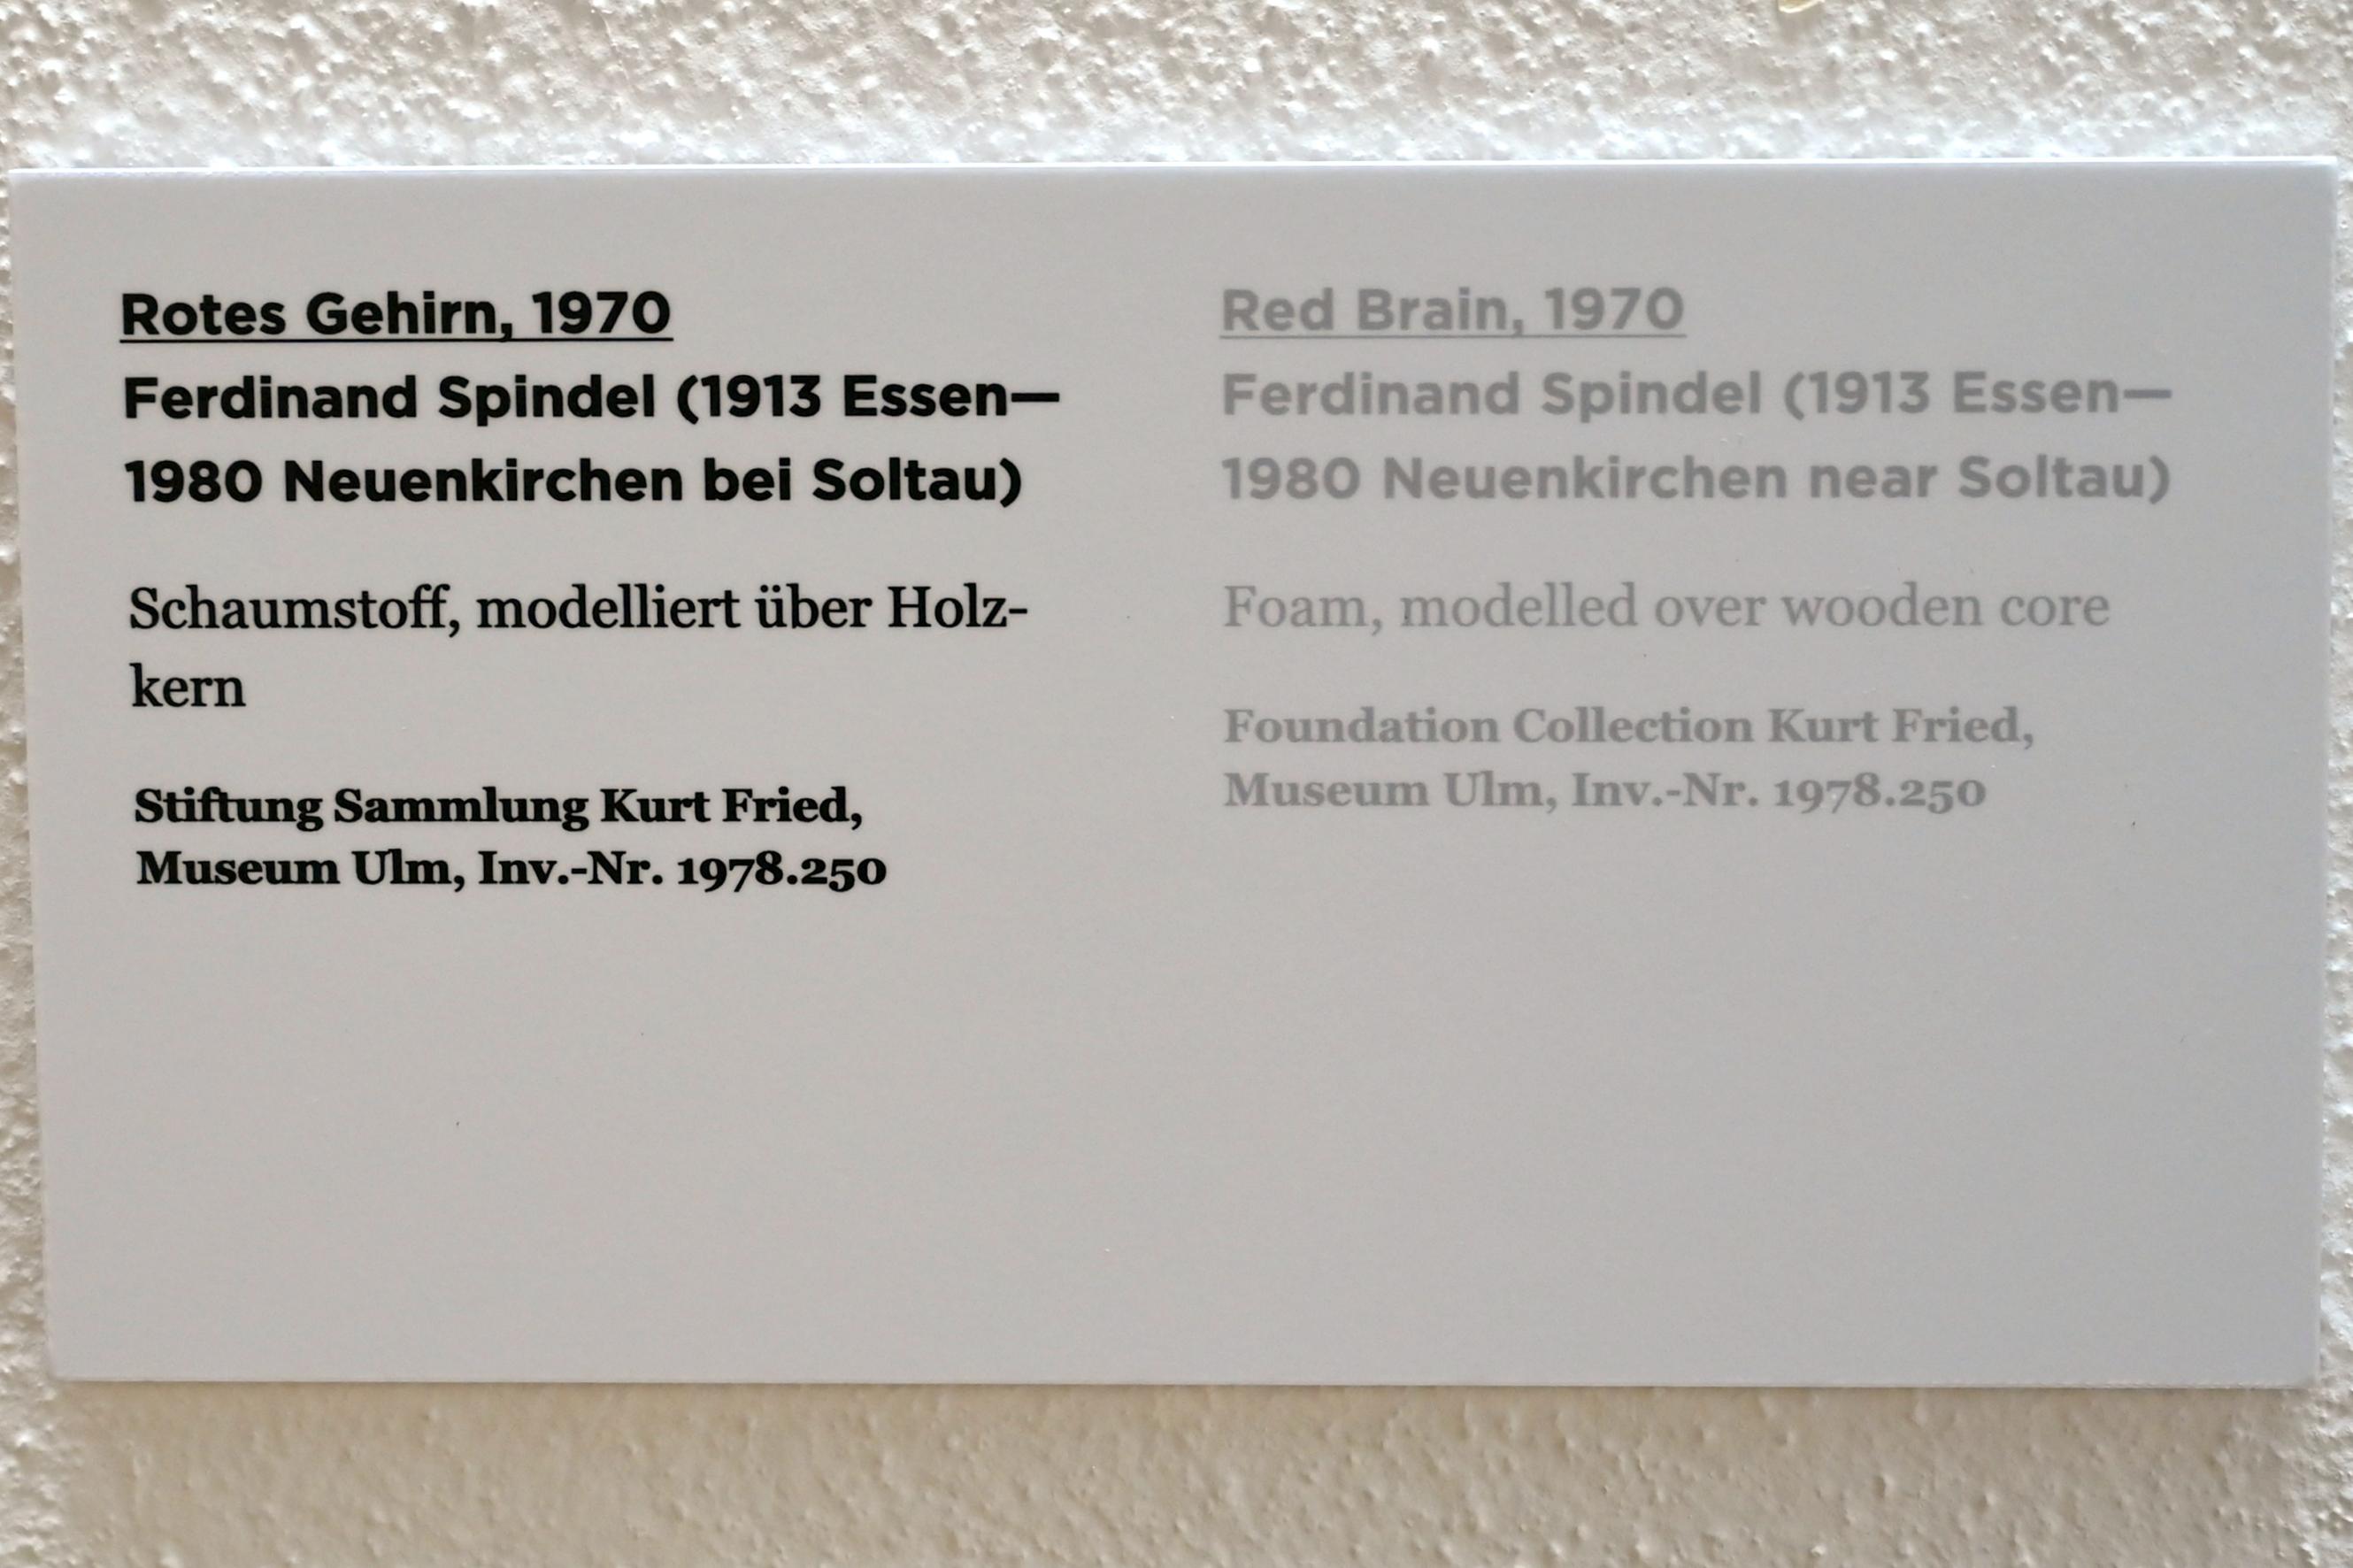 Rotes Gehirn, 1970
Ferdinand Spindel (1913 Essen—
1980 Neuenkirchen bei Soltau)
Schaumstoff, modelliert über Holz-
kern
Stiftung Sammlung Kurt Fried,
Museum Ulm, Inv.-Nr. 1978.250
Red Brain, 1970
Ferdinand Spindel (1913 Essen—
1980 Neuenkirchen near Soltau)
Foam, modelled over wooden core
Foundation Collection Kurt Fried,
Museum Ulm, Inv.-Nr. 1978.250